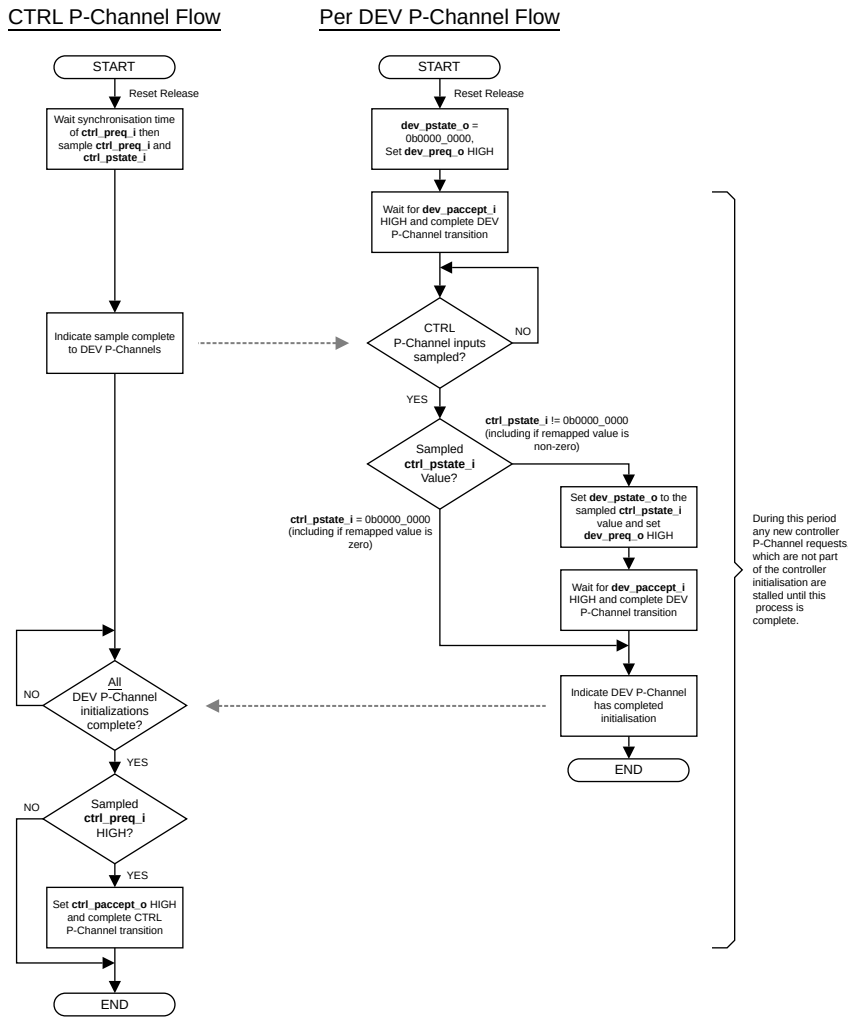 CTRL P-Channel Flow
START
Reset Release
Wait synchronisation time
of ctrl_preq_i then
sample ctrl_preq_i and
ctrl_pstate_i
Indicate sample complete
to DEV P-Channels
NO
All
DEV P-Channel
initializations
complete?
YES
NO
Sampled
ctrl_preq_i
HIGH?
YES
Set ctrl_paccept_o HIGH
and complete CTRL
P-Channel transition
END
Per DEV P-Channel Flow
START
Reset Release
dev_pstate_o =
0b0000_0000,
Set dev_preq_o HIGH
Wait for dev_paccept_i
HIGH and complete DEV
P-Channel transition
CTRL
P-Channel inputs
sampled?
NO
YES
Sampled
ctrl_pstate_i
Value?
ctrl_pstate_i != 0b0000_0000
(including if remapped value is
non-zero)
ctrl_pstate_i = 0b0000_0000
(including if remapped value is
zero)
Set dev_pstate_o to the
sampled ctrl_pstate_i
value and set
dev_preq_o HIGH
Wait for dev_paccept_i
HIGH and complete DEV
P-Channel transition
Indicate DEV P-Channel
has completed
initialisation
END
During this period
any new controller
P-Channel requests
which are not part
of the controller
initialisation are
stalled until this
process is
complete.